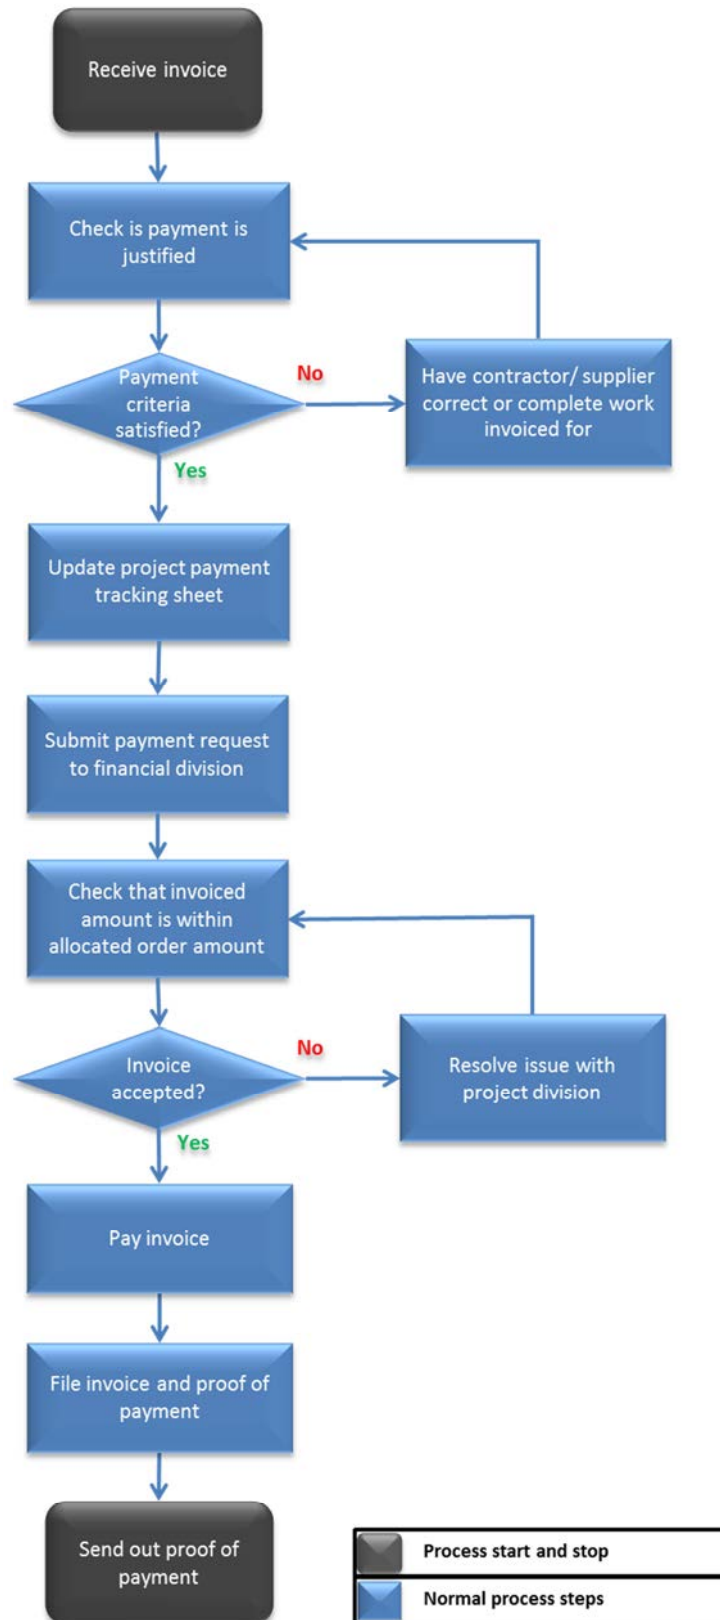 Receive invoice
Check is payment is
justified
Payment
criteria
satisfied?
No
Have contractor/ supplier
correct or complete work
invoiced for
Yes
Update project payment
tracking sheet
Submit payment request
to financial division
Check that invoiced
amount is within
allocated order amount
Invoice
accepted?
No
Resolve issue with
project division
Yes
Pay invoice
File invoice and proof of
payment
Send out proof of
payment
Process start and stop
Normal process steps